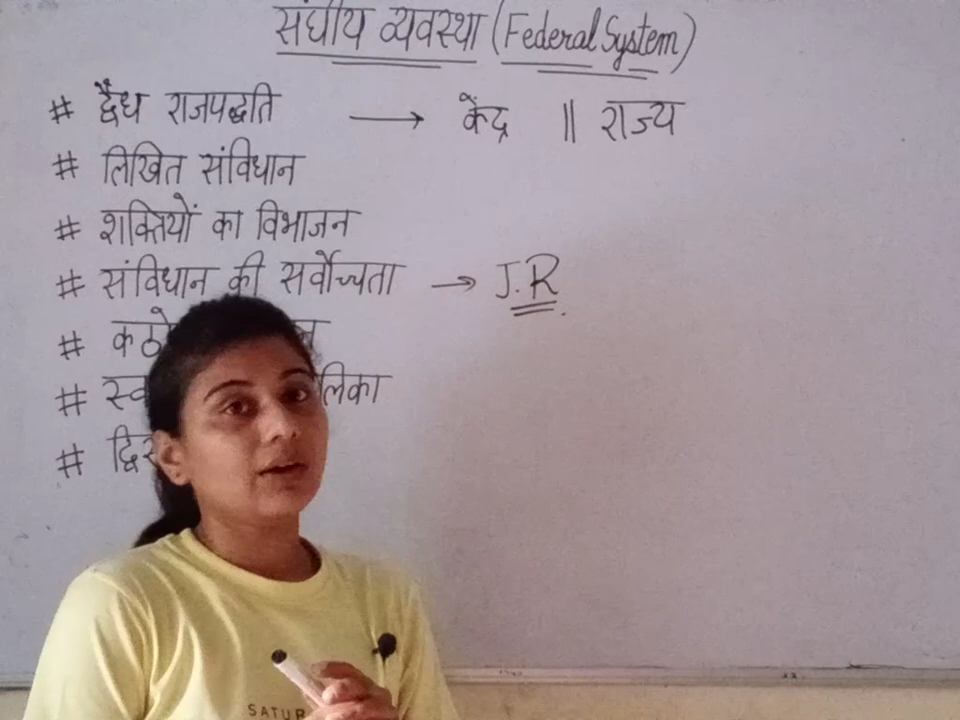 संघीय व्यवस्था (Federal System)
# द्वैध राजपद्धति → केंद्र || राज्य
# लिखित संविधान
# शक्तियों का विभाजन
# संविधान की सर्वोच्चता → J.R.
#
#
#
SATUR